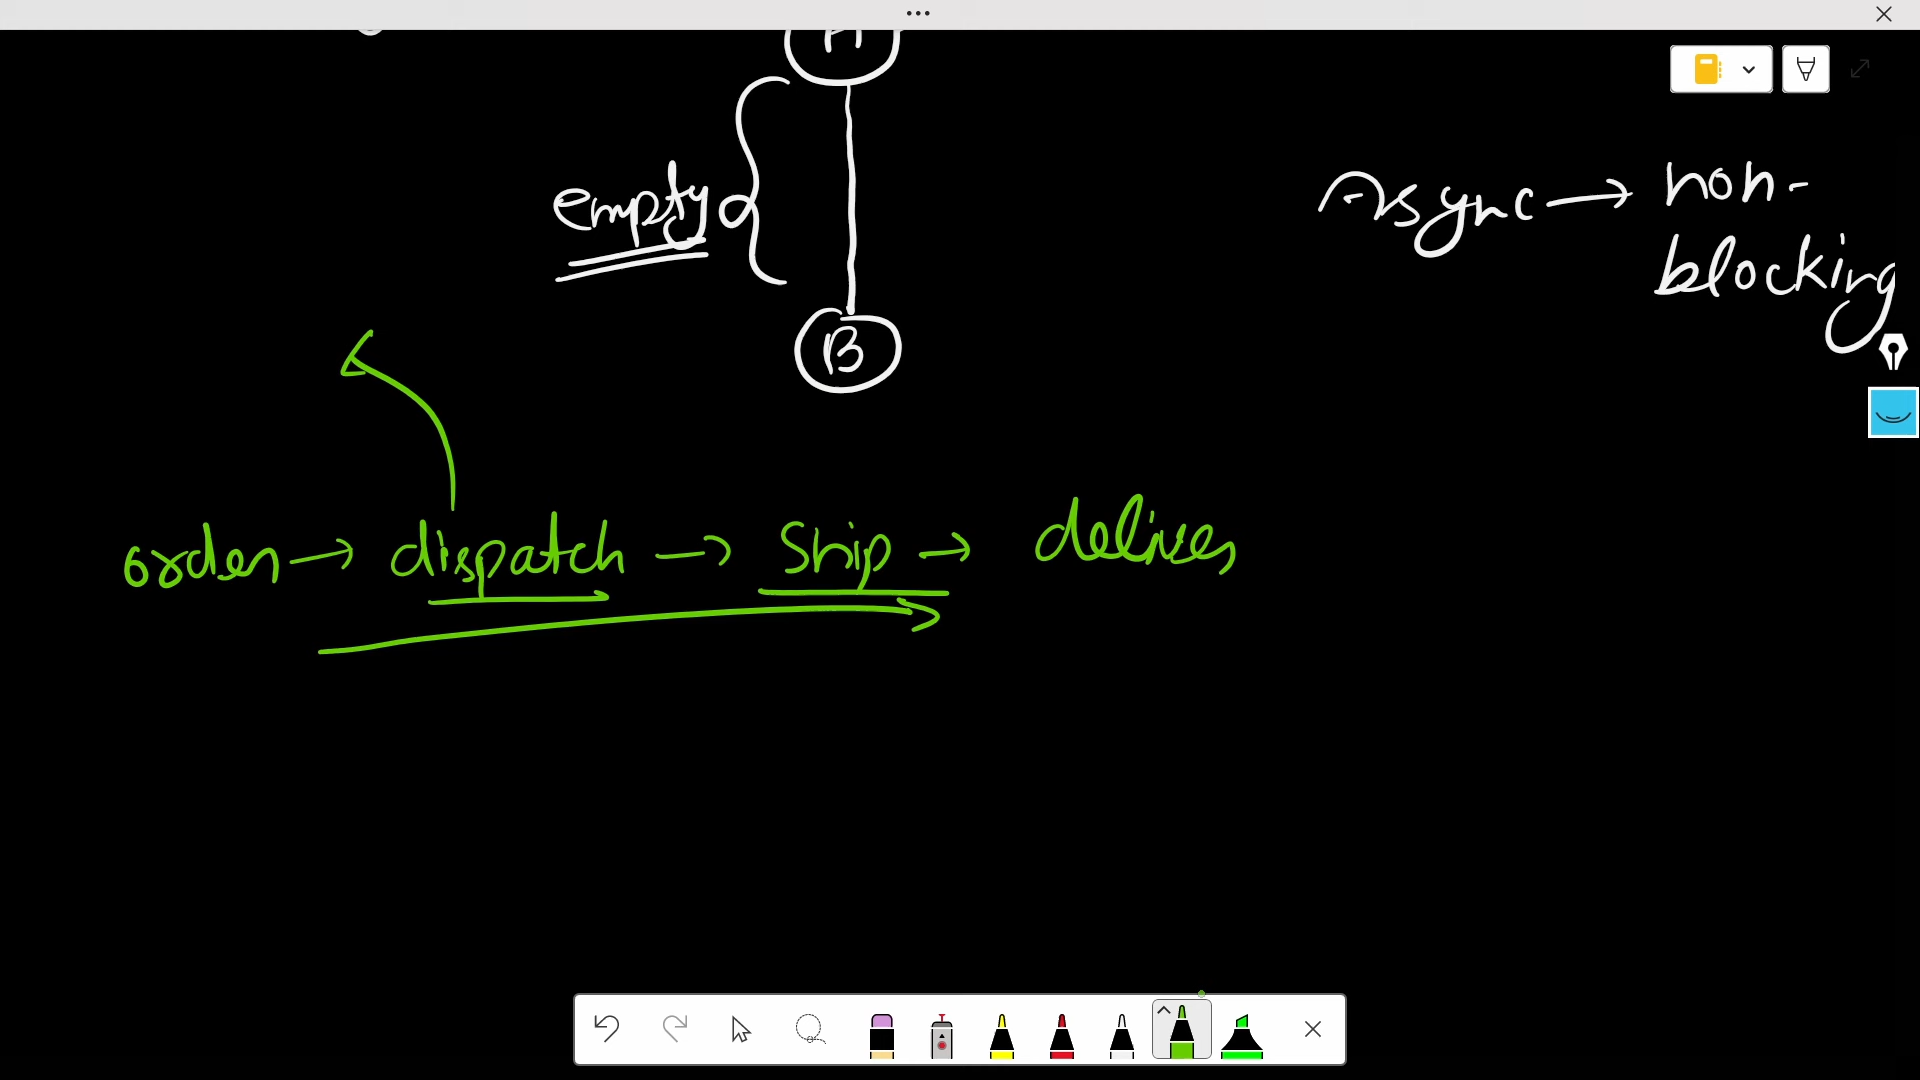 A
empty
Async → non-
blocking
B
order → dispatch → Ship → deliver